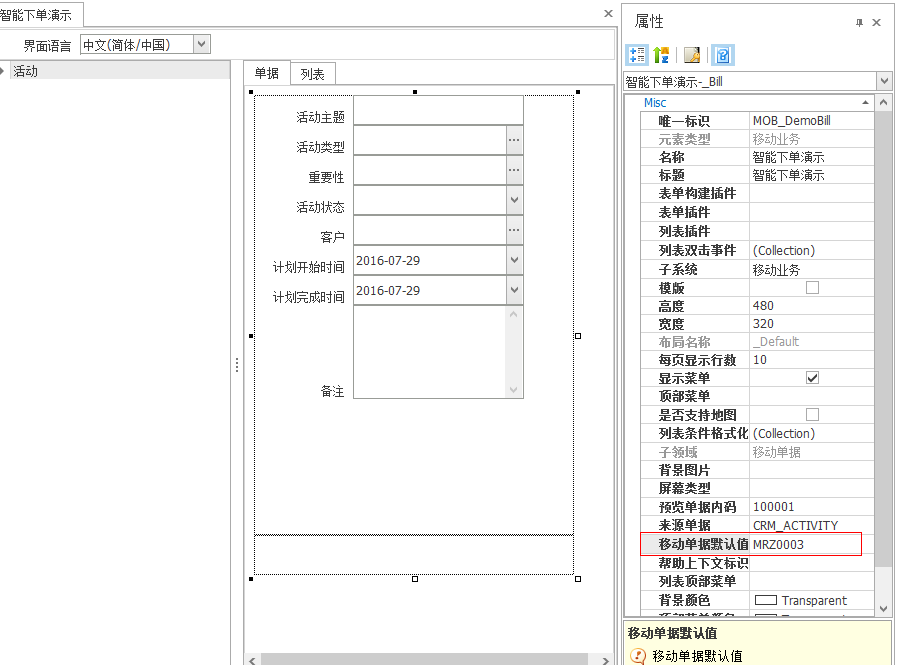 智能下单演示
界面语言 中文(简体/中国)
活动
单据 列表
活动主题
活动类型 ...
重要性 ...
活动状态
客户 ...
计划开始时间 2016-07-29
计划完成时间 2016-07-29
备注
属性
智能下单演示-_Bill
Misc
唯一标识 MOB_DemoBill
元素类型 移动业务
名称 智能下单演示
标题 智能下单演示
表单构建插件
表单插件
列表插件
列表双击事件 (Collection)
子系统 移动业务
模版
高度 480
宽度 320
布局名称 _Default
每页显示行数 10
显示菜单
顶部菜单
是否支持地图
列表条件格式化 (Collection)
子领域 移动单据
背景图片
屏幕类型
预览单据内码 100001
来源单据 CRM_ACTIVITY
移动单据默认值 MRZ0003
帮助上下文标识
列表顶部菜单
背景颜色 Transparent
移动单据默认值
移动单据默认值